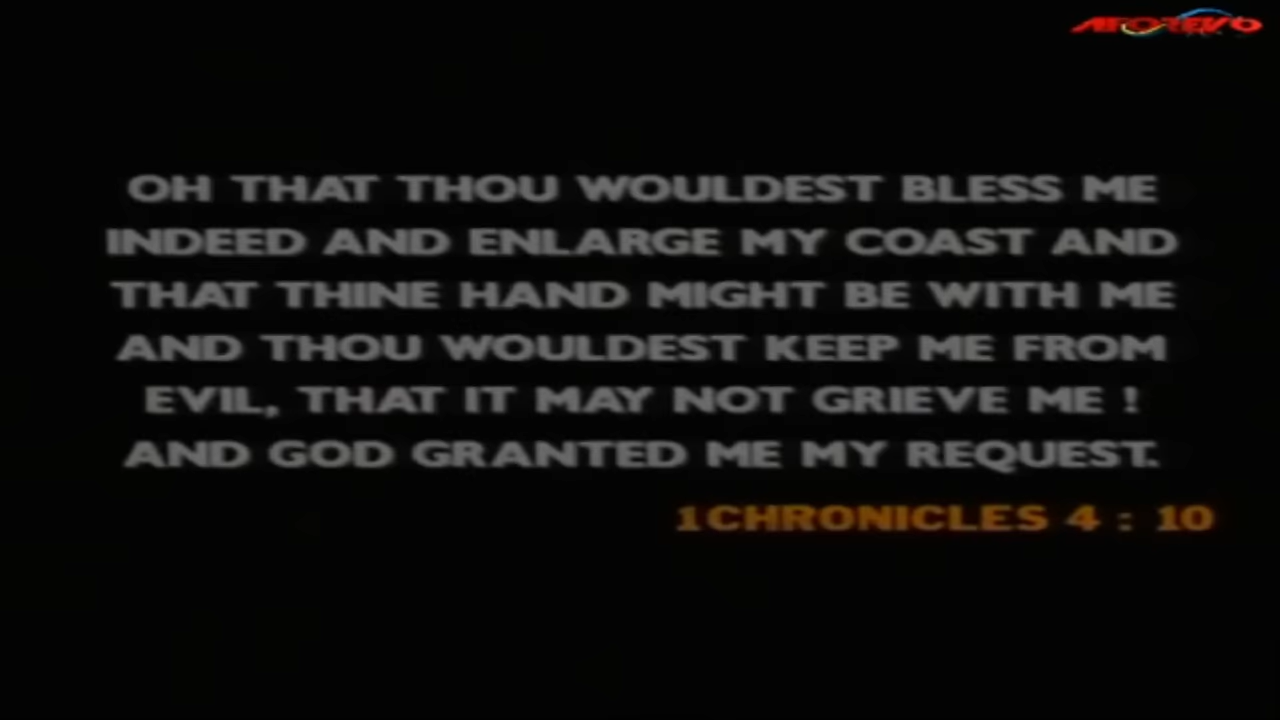 OH THAT THOU WOULDEST BLESS ME
INDEED AND ENLARGE MY COAST AND
THAT THINE HAND MIGHT BE WITH ME
AND THOU WOULDEST KEEP ME FROM
EVIL, THAT IT MAY NOT GRIEVE ME !
AND GOD GRANTED ME MY REQUEST.
1CHRONICLES 4 : 10